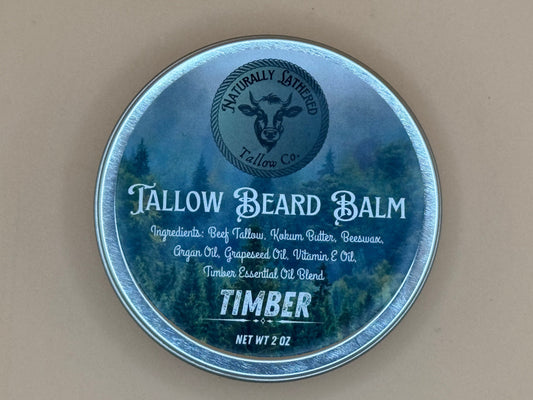 Naturally Lathered
Tallow Co.
Tallow Beard Balm
Ingredients: Beef Tallow, Kokum Butter, Beeswax,
Argan Oil, Grapeseed Oil, Vitamin E Oil,
Timber Essential Oil Blend
TIMBER
NET WT 2 OZ